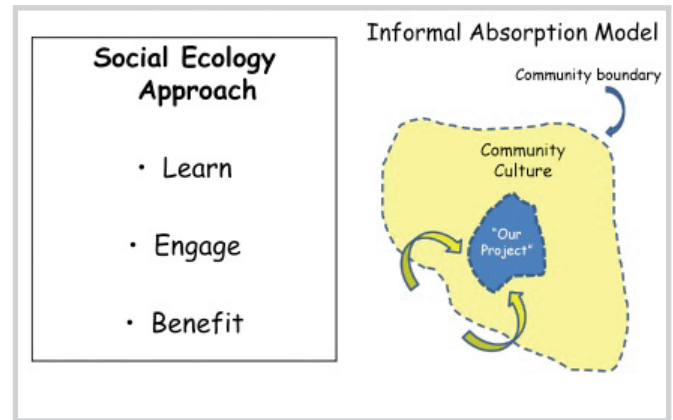 Social Ecology
Approach
• Learn
• Engage
• Benefit
Informal Absorption Model
Community boundary
Community
Culture
"Our
Project"